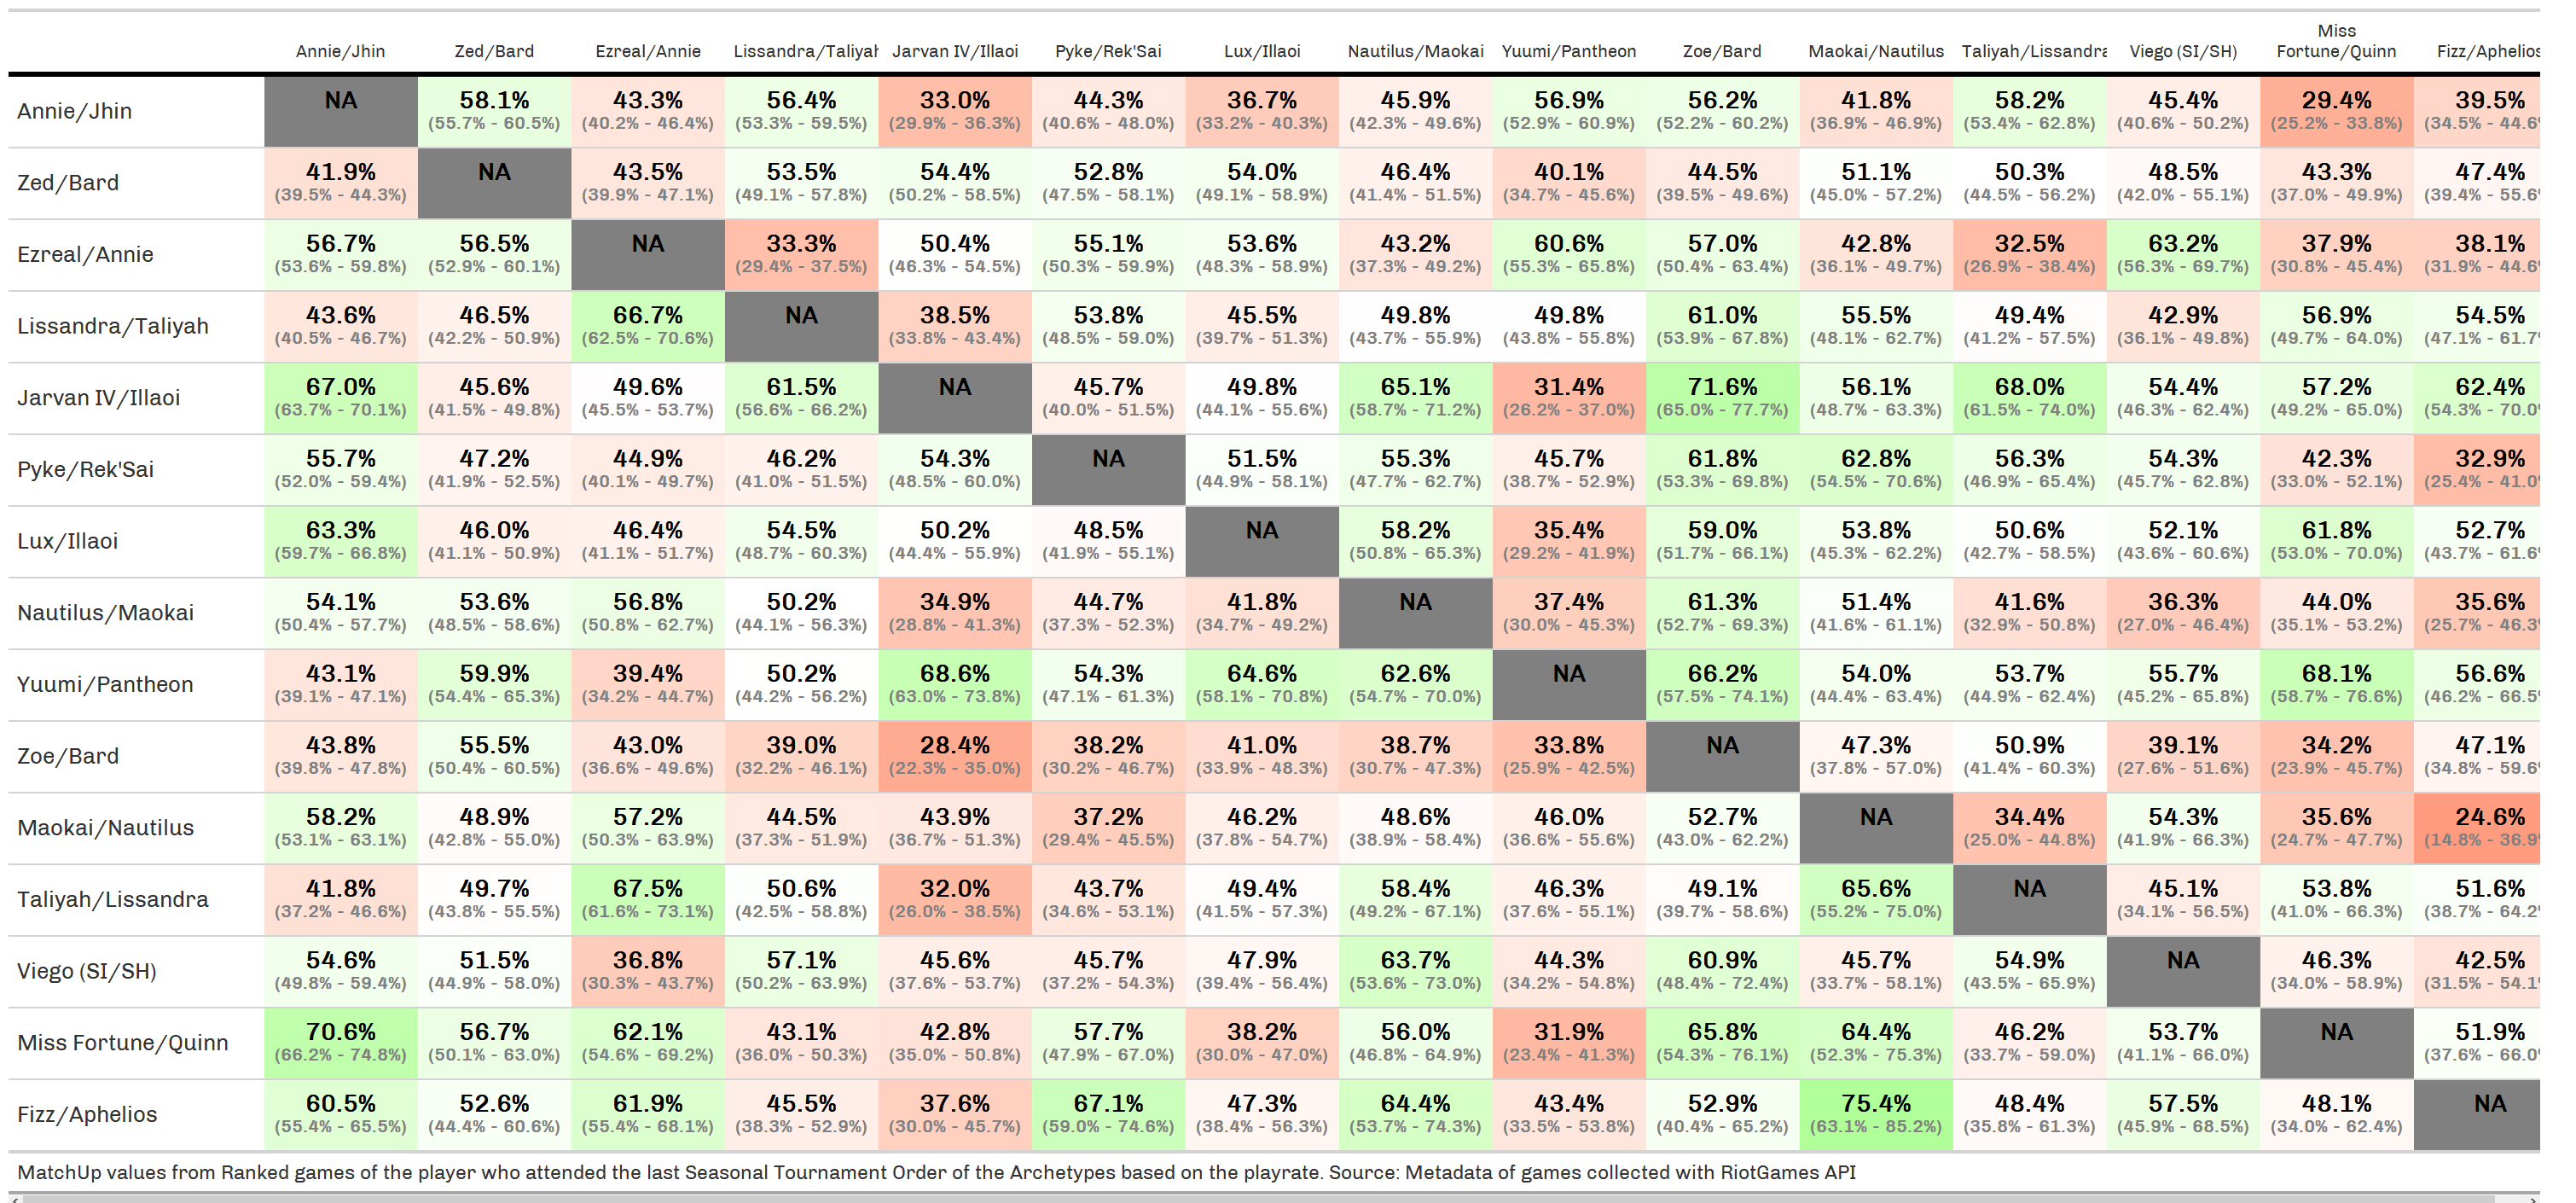 Annie/Jhin Zed/Bard Ezreal/Annie Lissandra/Taliyah Jarvan IV/Illaoi Pyke/Rek'Sai Lux/Illaoi Nautilus/Maokai Yuumi/Pantheon Zoe/Bard Maokai/Nautilus Taliyah/Lissandra Viego (SI/SH) Miss Fortune/Quinn Fizz/Aphelios
Annie/Jhin NA 58.1% 43.3% 56.4% 33.0% 44.3% 36.7% 45.9% 56.9% 56.2% 41.8% 58.2% 45.4% 29.4% 39.5%
(55.7% - 60.5%) (40.2% - 46.4%) (53.3% - 59.5%) (29.9% - 36.3%) (40.6% - 48.0%) (33.2% - 40.3%) (42.3% - 49.6%) (52.9% - 60.9%) (52.2% - 60.2%) (36.9% - 46.9%) (53.4% - 62.8%) (40.6% - 50.2%) (25.2% - 33.8%) (34.5% - 44.6%
Zed/Bard 41.9% NA 43.5% 53.5% 54.4% 52.8% 54.0% 46.4% 40.1% 44.5% 51.1% 50.3% 48.5% 43.3% 47.4%
(39.5% - 44.3%) (39.9% - 47.1%) (49.1% - 57.8%) (50.2% - 58.5%) (47.5% - 58.1%) (49.1% - 58.9%) (41.4% - 51.5%) (34.7% - 45.6%) (39.5% - 49.6%) (45.0% - 57.2%) (44.5% - 56.2%) (42.0% - 55.1%) (37.0% - 49.9%) (39.4% - 55.6%
Ezreal/Annie 56.7% 56.5% NA 33.3% 50.4% 55.1% 53.6% 43.2% 60.6% 57.0% 42.8% 32.5% 63.2% 37.9% 38.1%
(53.6% - 59.8%) (52.9% - 60.1%) (29.4% - 37.5%) (46.3% - 54.5%) (50.3% - 59.9%) (48.3% - 58.9%) (37.3% - 49.2%) (55.3% - 65.8%) (50.4% - 63.4%) (36.1% - 49.7%) (26.9% - 38.4%) (56.3% - 69.7%) (30.8% - 45.4%) (31.9% - 44.6%
Lissandra/Taliyah 43.6% 46.5% 66.7% NA 38.5% 53.8% 45.5% 49.8% 49.8% 61.0% 55.5% 49.4% 42.9% 56.9% 54.5%
(40.5% - 46.7%) (42.2% - 50.9%) (62.5% - 70.6%) (33.8% - 43.4%) (48.5% - 59.0%) (39.7% - 51.3%) (43.7% - 55.9%) (43.8% - 55.8%) (53.9% - 67.8%) (48.1% - 62.7%) (41.2% - 57.5%) (36.1% - 49.8%) (49.7% - 64.0%) (47.1% - 61.7%
Jarvan IV/Illaoi 67.0% 45.6% 49.6% 61.5% NA 45.7% 49.8% 65.1% 31.4% 71.6% 56.1% 68.0% 54.4% 57.2% 62.4%
(63.7% - 70.1%) (41.5% - 49.8%) (45.5% - 53.7%) (56.6% - 66.2%) (40.0% - 51.5%) (44.1% - 55.6%) (58.7% - 71.2%) (26.2% - 37.0%) (65.0% - 77.7%) (48.7% - 63.3%) (61.5% - 74.0%) (46.3% - 62.4%) (49.2% - 65.0%) (54.3% - 70.0%
Pyke/Rek'Sai 55.7% 47.2% 44.9% 46.2% 54.3% NA 51.5% 55.3% 45.7% 61.8% 62.8% 56.3% 54.3% 42.3% 32.9%
(52.0% - 59.4%) (41.9% - 52.5%) (40.1% - 49.7%) (41.0% - 51.5%) (48.5% - 60.0%) (44.9% - 58.1%) (47.7% - 62.7%) (38.7% - 52.9%) (53.3% - 69.8%) (54.5% - 70.6%) (46.9% - 65.4%) (45.7% - 62.8%) (33.0% - 52.1%) (25.4% - 41.0%
Lux/Illaoi 63.3% 46.0% 46.4% 54.5% 50.2% 48.5% NA 58.2% 35.4% 59.0% 53.8% 50.6% 52.1% 61.8% 52.7%
(59.7% - 66.8%) (41.1% - 50.9%) (41.1% - 51.7%) (48.7% - 60.3%) (44.4% - 55.9%) (41.9% - 55.1%) (50.8% - 65.3%) (29.2% - 41.9%) (51.7% - 66.1%) (45.3% - 62.2%) (42.7% - 58.5%) (43.6% - 60.6%) (53.0% - 70.0%) (43.7% - 61.6%
Nautilus/Maokai 54.1% 53.6% 56.8% 50.2% 34.9% 44.7% 41.8% NA 37.4% 61.3% 51.4% 41.6% 36.3% 44.0% 35.6%
(50.4% - 57.7%) (48.5% - 58.6%) (50.8% - 62.7%) (44.1% - 56.3%) (28.8% - 41.3%) (37.3% - 52.3%) (34.7% - 49.2%) (30.0% - 45.3%) (52.7% - 69.3%) (41.6% - 61.1%) (32.9% - 50.8%) (27.0% - 46.4%) (35.1% - 53.2%) (25.7% - 46.3%
Yuumi/Pantheon 43.1% 59.9% 39.4% 50.2% 68.6% 54.3% 64.6% 62.6% NA 66.2% 54.0% 53.7% 55.7% 68.1% 56.6%
(39.1% - 47.1%) (54.4% - 65.3%) (34.2% - 44.7%) (44.2% - 56.2%) (63.0% - 73.8%) (47.1% - 61.3%) (58.1% - 70.8%) (54.7% - 70.0%) (57.5% - 74.1%) (44.4% - 63.4%) (44.9% - 62.4%) (45.2% - 65.8%) (58.7% - 76.6%) (46.2% - 66.5%
Zoe/Bard 43.8% 55.5% 43.0% 39.0% 28.4% 38.2% 41.0% 38.7% 33.8% NA 47.3% 50.9% 39.1% 34.2% 47.1%
(39.8% - 47.8%) (50.4% - 60.5%) (36.6% - 49.6%) (32.2% - 46.1%) (22.3% - 35.0%) (30.2% - 46.7%) (33.9% - 48.3%) (30.7% - 47.3%) (25.9% - 42.5%) (37.8% - 57.0%) (41.4% - 60.3%) (27.6% - 51.6%) (23.9% - 45.7%) (34.8% - 59.6%
Maokai/Nautilus 58.2% 48.9% 57.2% 44.5% 43.9% 37.2% 46.2% 48.6% 46.0% 52.7% NA 34.4% 54.3% 35.6% 24.6%
(53.1% - 63.1%) (42.8% - 55.0%) (50.3% - 63.9%) (37.3% - 51.9%) (36.7% - 51.3%) (29.4% - 45.5%) (37.8% - 54.7%) (38.9% - 58.4%) (36.6% - 55.6%) (43.0% - 62.2%) (25.0% - 44.8%) (41.9% - 66.3%) (24.7% - 47.7%) (14.8% - 36.9%
Taliyah/Lissandra 41.8% 49.7% 67.5% 50.6% 32.0% 43.7% 49.4% 58.4% 46.3% 49.1% 65.6% NA 45.1% 53.8% 51.6%
(37.2% - 46.6%) (43.8% - 55.5%) (61.6% - 73.1%) (42.5% - 58.8%) (26.0% - 38.5%) (34.6% - 53.1%) (41.5% - 57.3%) (49.2% - 67.1%) (37.6% - 55.1%) (39.7% - 58.6%) (55.2% - 75.0%) (34.1% - 56.5%) (41.0% - 66.3%) (38.7% - 64.2%
Viego (SI/SH) 54.6% 51.5% 36.8% 57.1% 45.6% 45.7% 47.9% 63.7% 44.3% 60.9% 45.7% 54.9% NA 46.3% 42.5%
(49.8% - 59.4%) (44.9% - 58.0%) (30.3% - 43.7%) (50.2% - 63.9%) (37.6% - 53.7%) (37.2% - 54.3%) (39.4% - 56.4%) (53.6% - 73.0%) (34.2% - 54.8%) (48.4% - 72.4%) (33.7% - 58.1%) (43.5% - 65.9%) (34.0% - 58.9%) (31.5% - 54.1%
Miss Fortune/Quinn 70.6% 56.7% 62.1% 43.1% 42.8% 57.7% 38.2% 56.0% 31.9% 65.8% 64.4% 46.2% 53.7% NA 51.9%
(66.2% - 74.8%) (50.1% - 63.0%) (54.6% - 69.2%) (36.0% - 50.3%) (35.0% - 50.8%) (47.9% - 67.0%) (30.0% - 47.0%) (46.8% - 64.9%) (23.4% - 41.3%) (54.3% - 76.1%) (52.3% - 75.3%) (33.7% - 59.0%) (41.1% - 66.0%) (37.6% - 66.0%
Fizz/Aphelios 60.5% 52.6% 61.9% 45.5% 37.6% 67.1% 47.3% 64.4% 43.4% 52.9% 75.4% 48.4% 57.5% 48.1% NA
(55.4% - 65.5%) (44.4% - 60.6%) (55.4% - 68.1%) (38.3% - 52.9%) (30.0% - 45.7%) (59.0% - 74.6%) (38.4% - 56.3%) (53.7% - 74.3%) (33.5% - 53.8%) (40.4% - 65.2%) (63.1% - 85.2%) (35.8% - 61.3%) (45.9% - 68.5%) (34.0% - 62.4%)
MatchUp values from Ranked games of the player who attended the last Seasonal Tournament Order of the Archetypes based on the playrate. Source: Metadata of games collected with RiotGames API